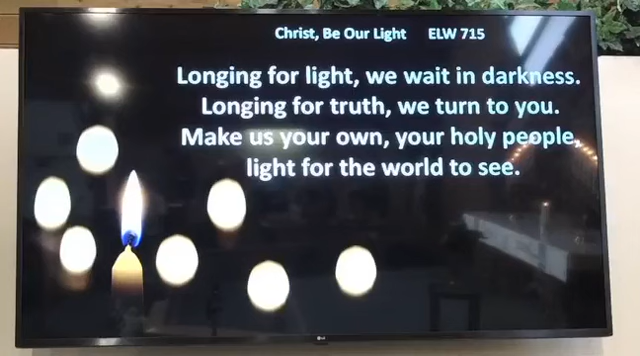 Christ, Be Our Light ELW 715
Longing for light, we wait in darkness.
Longing for truth, we turn to you.
Make us your own, your holy people,
light for the world to see.
LG